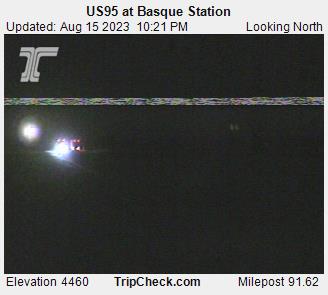 US95 at Basque Station
Updated: Aug 15 2023 10:21 PM Looking North
Elevation 4460 TripCheck.com Milepost 91.62